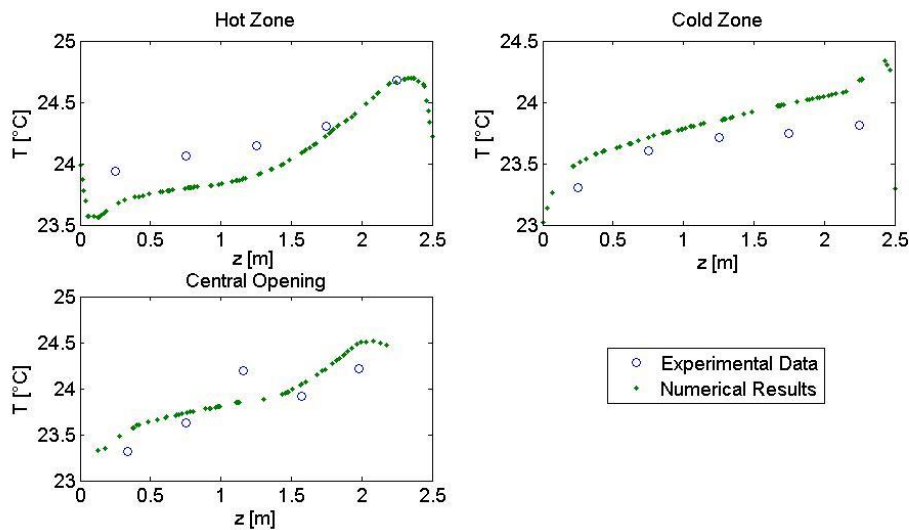 Hot Zone
25
24.5
24
23.5
T [°C]
0
0.5
1
1.5
2
2.5
z [m]
Cold Zone
24.5
24
23.5
23
T [°C]
0
0.5
1
1.5
2
2.5
z [m]
Central Opening
25
24.5
24
23.5
23
T [°C]
0
0.5
1
1.5
2
2.5
z [m]
Experimental Data
Numerical Results